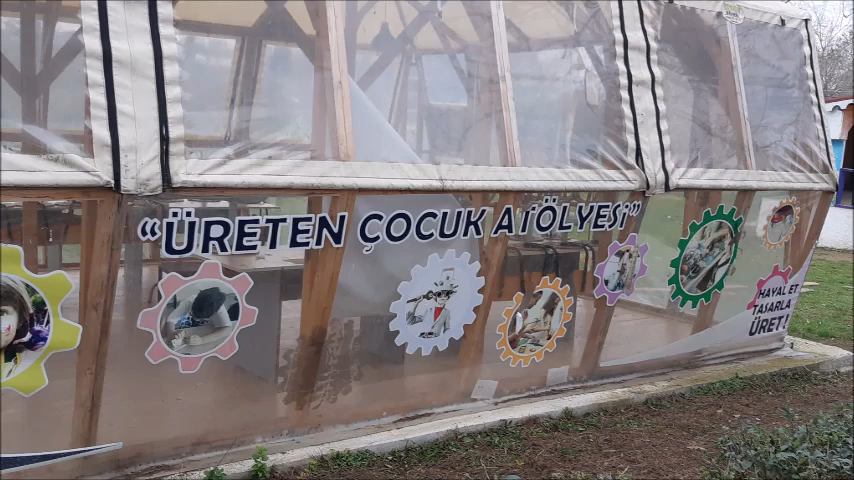 “ÜRETEN ÇOCUK ATÖLYESİ”
HAYAL ET
TASARLA
ÜRET!